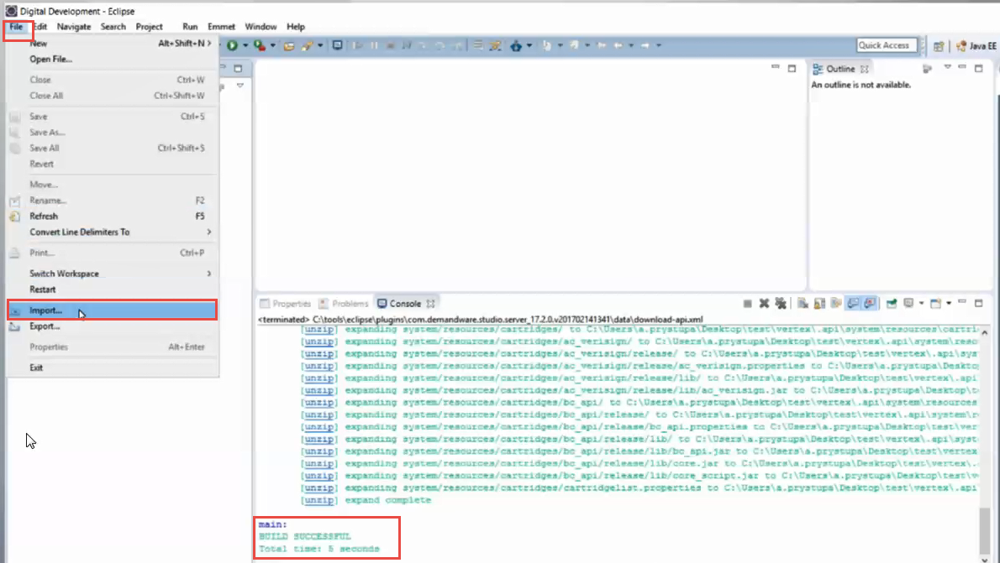 Digital Development - Eclipse
File Edit Navigate Search Project Run Emmet Window Help
New Alt+Shift+N >
Quick Access
Java EE
Open File...
Close Ctrl+W
Close All Ctrl+Shift+W
Save Ctrl+S
Save As...
Save All Ctrl+Shift+S
Revert
Move...
Rename... F2
Refresh F5
Convert Line Delimiters To >
Print... Ctrl+P
Switch Workspace >
Restart
Import...
Export...
Properties Alt+Enter
Exit
Outline
An outline is not available.
Properties Problems Console
<terminated> C:\tools\eclipse\plugins\com.demandware.studio.server_17.2.0.v201702141341\data\download-api.xml
[unzip] expanding system/resources/cartridges/ to C:\Users\a.prystupa\Desktop\test\vertex\.api\system\resources\cartri
[unzip] expanding system/resources/cartridges/ac_verisign/ to C:\Users\a.prystupa\Desktop\test\vertex\.api\system\reso
[unzip] expanding system/resources/cartridges/ac_verisign/release/ to C:\Users\a.prystupa\Desktop\test\vertex\.api\sys
[unzip] expanding system/resources/cartridges/ac_verisign/release/ac_verisign.properties to C:\Users\a.prystupa\Deskto
[unzip] expanding system/resources/cartridges/ac_verisign/release/lib/ to C:\Users\a.prystupa\Desktop\test\vertex\.api
[unzip] expanding system/resources/cartridges/ac_verisign/release/lib/ac_verisign.jar to C:\Users\a.prystupa\Desktop\t
[unzip] expanding system/resources/cartridges/bc_api/ to C:\Users\a.prystupa\Desktop\test\vertex\.api\system\resources
[unzip] expanding system/resources/cartridges/bc_api/release/ to C:\Users\a.prystupa\Desktop\test\vertex\.api\system\r
[unzip] expanding system/resources/cartridges/bc_api/release/bc_api.properties to C:\Users\a.prystupa\Desktop\test\ver
[unzip] expanding system/resources/cartridges/bc_api/release/lib/ to C:\Users\a.prystupa\Desktop\test\vertex\.api\syst
[unzip] expanding system/resources/cartridges/bc_api/release/lib/bc_api.jar to C:\Users\a.prystupa\Desktop\test\vertex
[unzip] expanding system/resources/cartridges/bc_api/release/lib/core.jar to C:\Users\a.prystupa\Desktop\test\vertex\.
[unzip] expanding system/resources/cartridges/bc_api/release/lib/core_script.jar to C:\Users\a.prystupa\Desktop\test\v
[unzip] expanding system/resources/cartridges/cartridgelist.properties to C:\Users\a.prystupa\Desktop\test\vertex\.api
[unzip] expand complete
main:
BUILD SUCCESSFUL
Total time: 5 seconds